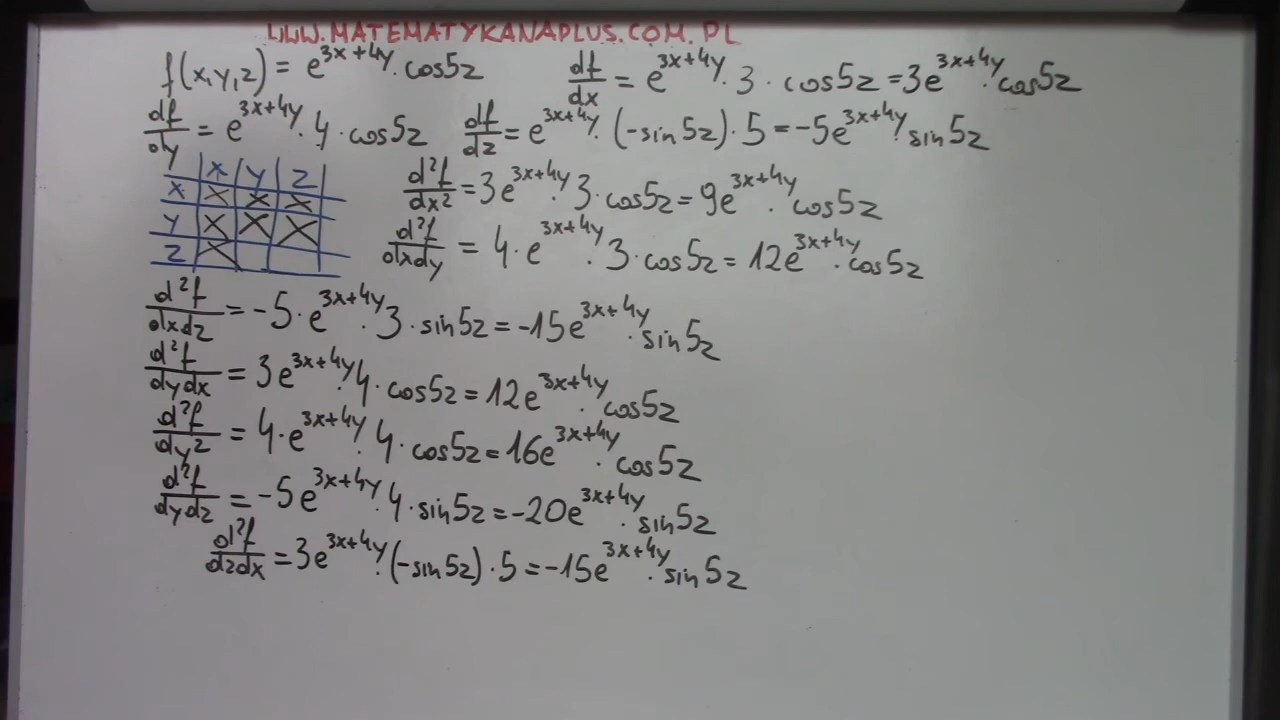 WWW.MATEMATYKANAPLUS.COM.PL
f(x,y,z) = e^{3x+4y} · cos5z   df/dx = e^{3x+4y} · 3 · cos5z = 3e^{3x+4y} · cos5z
df/dy = e^{3x+4y} · 4 · cos5z   df/dz = e^{3x+4y} · (-sin5z) · 5 = -5e^{3x+4y} · sin5z
x y z
x X X X
y X X X
z X
d²f/dx² = 3e^{3x+4y} · 3 · cos5z = 9e^{3x+4y} · cos5z
d²f/dxdy = 4 · e^{3x+4y} · 3 · cos5z = 12e^{3x+4y} · cos5z
d²f/dxdz = -5 · e^{3x+4y} · 3 · sin5z = -15e^{3x+4y} · sin5z
d²f/dydx = 3e^{3x+4y} · 4 · cos5z = 12e^{3x+4y} · cos5z
d²f/dy² = 4 · e^{3x+4y} · 4 · cos5z = 16e^{3x+4y} · cos5z
d²f/dydz = -5e^{3x+4y} · 4 · sin5z = -20e^{3x+4y} · sin5z
d²f/dzdx = 3e^{3x+4y} · (-sin5z) · 5 = -15e^{3x+4y} · sin5z